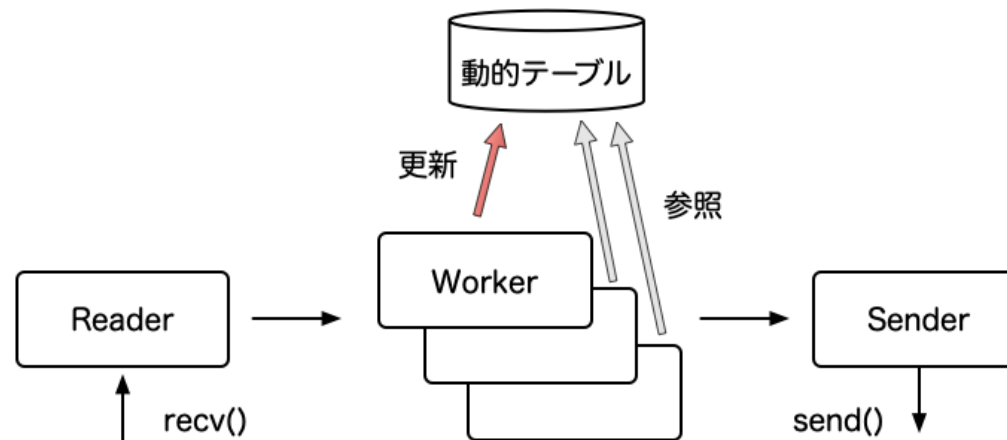 動的テーブル
更新
参照
Worker
Reader
Sender
recv()
send()